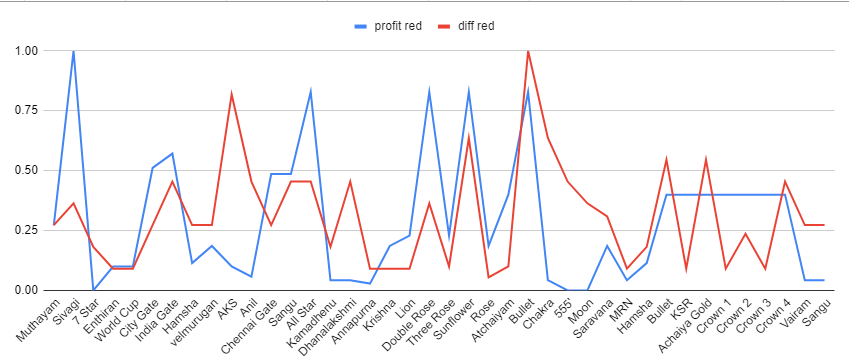 profit red
diff red
1.00
0.75
0.50
0.25
0.00
Muthayam
Sivagi
7 Star
Enthiran
World Cup
City Gate
India Gate
Hamsha
velmurugan
AKS
Anil
Chennai Gate
Sangu
All Star
Kamadhenu
Dhanalakshmi
Annapurna
Krishna
Lion
Double Rose
Three Rose
Sunflower
Rose
Atchaiyam
Bullet
Chakra
555'
Moon
Saravana
MRN
Hamsha
Bullet
KSR
Achaiya Gold
Crown 1
Crown 2
Crown 3
Crown 4
Vairam
Sangu